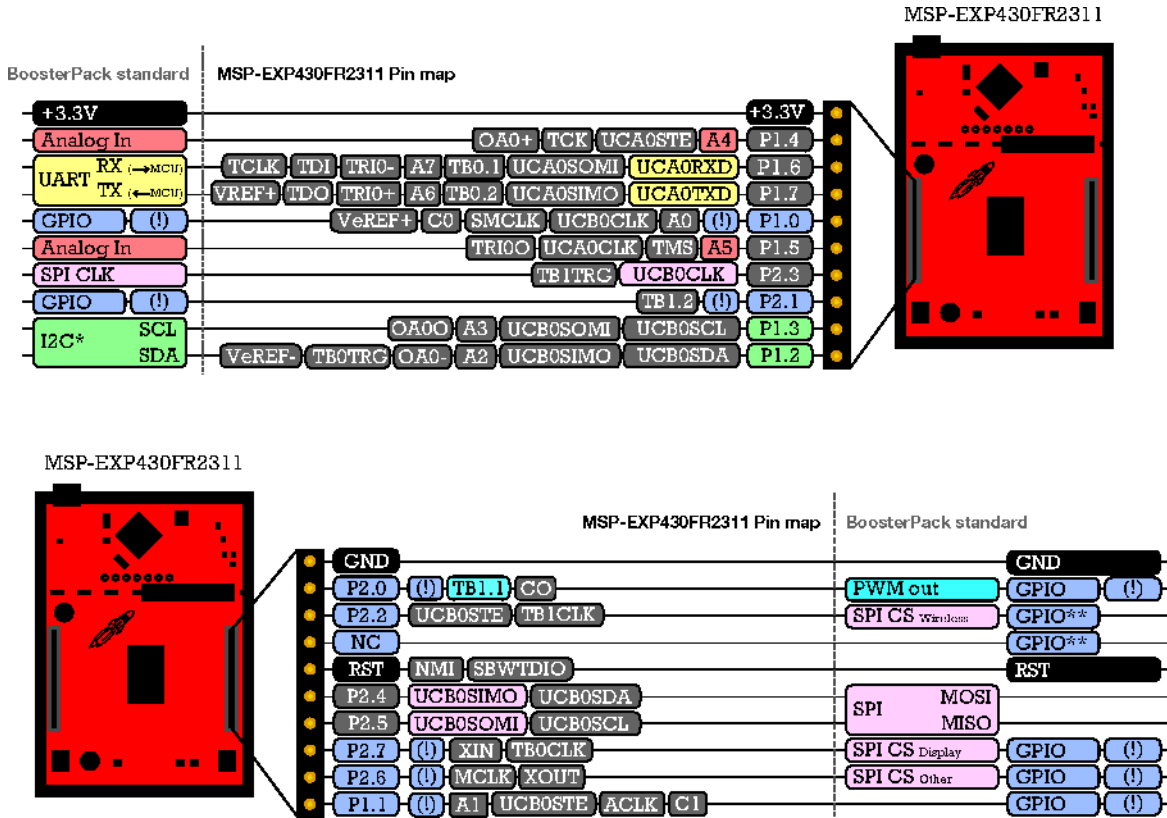 MSP-EXP430FR2311
BoosterPack standard MSP-EXP430FR2311 Pin map
+3.3V +3.3V
Analog In OA0+ TCK UCA0STE A4 P1.4
UART RX (→MCU) TCLK TDI TRI0- A7 TB0.1 UCA0SOMI UCA0RXD P1.6
TX (←MCU) VREF+ TDO TRI0+ A6 TB0.2 UCA0SIMO UCA0TXD P1.7
GPIO (!) VeREF+ C0 SMCLK UCB0CLK A0 (!) P1.0
Analog In TRI0O UCA0CLK TMS A5 P1.5
SPI CLK TB1TRG UCB0CLK P2.3
GPIO (!) TB1.2 (!) P2.1
I2C* SCL OA0O A3 UCB0SOMI UCB0SCL P1.3
SDA VeREF- TB0TRG OA0- A2 UCB0SIMO UCB0SDA P1.2
MSP-EXP430FR2311
MSP-EXP430FR2311 Pin map BoosterPack standard
GND GND
P2.0 (!) TB1.1 CO PWM out GPIO (!)
P2.2 UCB0STE TB1CLK SPI CS Wireless GPIO**
NC GPIO**
RST NMI SBWTDIO RST
P2.4 UCB0SIMO UCB0SDA SPI MOSI
P2.5 UCB0SOMI UCB0SCL MISO
P2.7 (!) XIN TB0CLK SPI CS Display GPIO (!)
P2.6 (!) MCLK XOUT SPI CS Other GPIO (!)
P1.1 (!) A1 UCB0STE ACLK C1 GPIO (!)